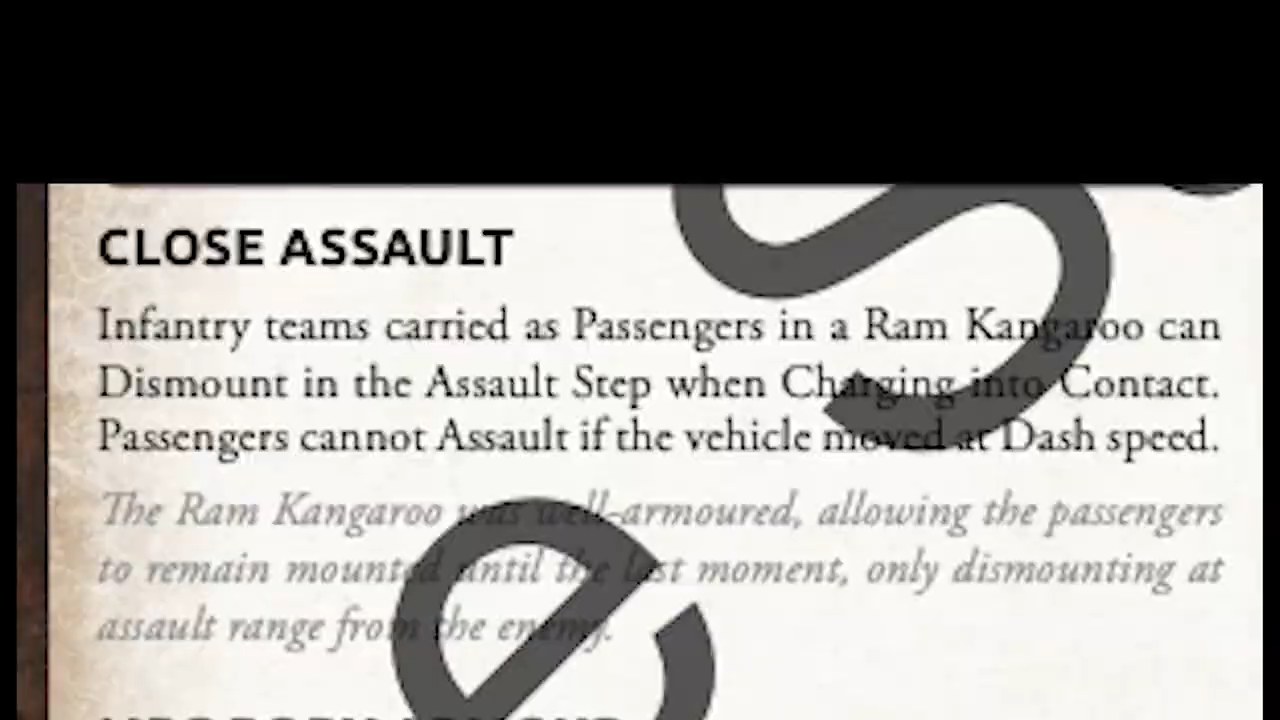 CLOSE ASSAULT
Infantry teams carried as Passengers in a Ram Kangaroo can
Dismount in the Assault Step when Charging into Contact.
Passengers cannot Assault if the vehicle moved at Dash speed.
The Ram Kangaroo was well-armoured, allowing the passengers
to remain mounted until the last moment, only dismounting at
assault range from the enemy.